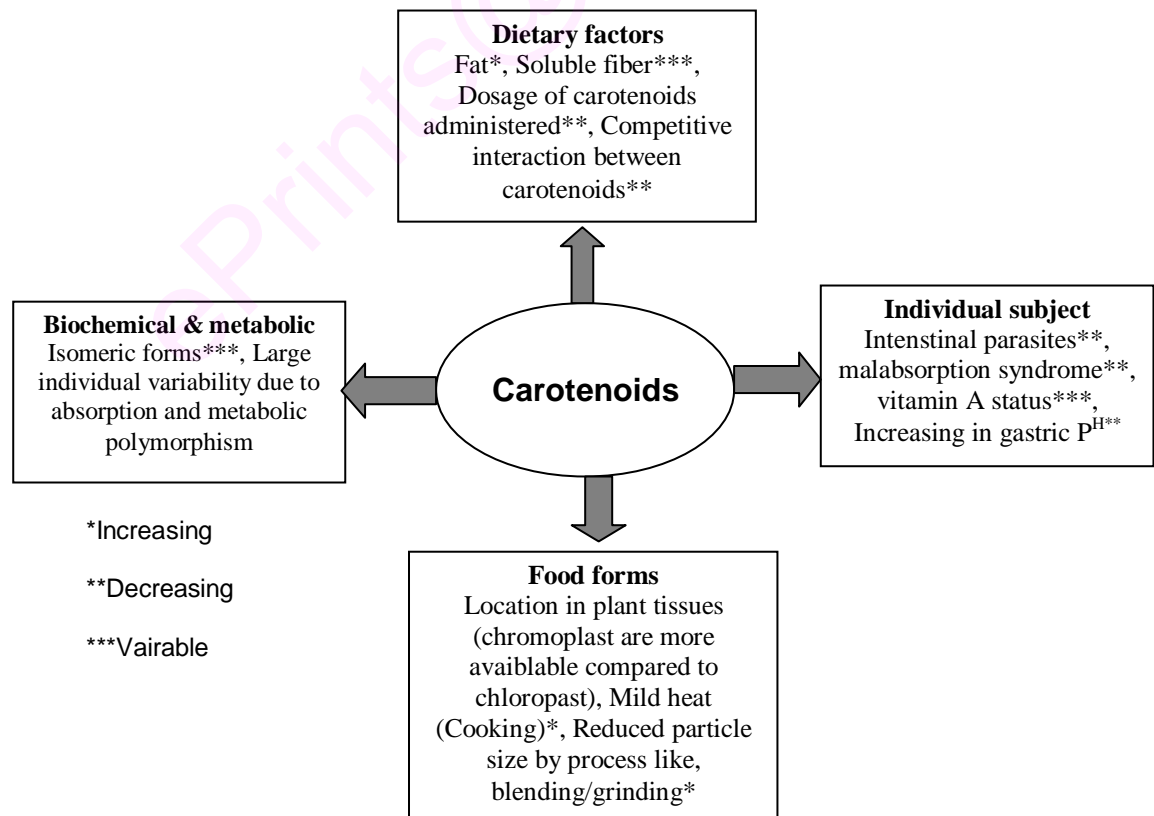 Dietary factors
Fat*, Soluble fiber***,
Dosage of carotenoids
administered**, Competitive
interaction between
carotenoids**
Biochemical & metabolic
Isomeric forms***, Large
individual variability due to
absorption and metabolic
polymorphism
Carotenoids
Individual subject
Intenstinal parasites**,
malabsorption syndrome**,
vitamin A status***,
Increasing in gastric P^H**
*Increasing
**Decreasing
***Vairable
Food forms
Location in plant tissues
(chromoplast are more
avaiblable compared to
chloropast), Mild heat
(Cooking)*, Reduced particle
size by process like,
blending/grinding*
ePrints@